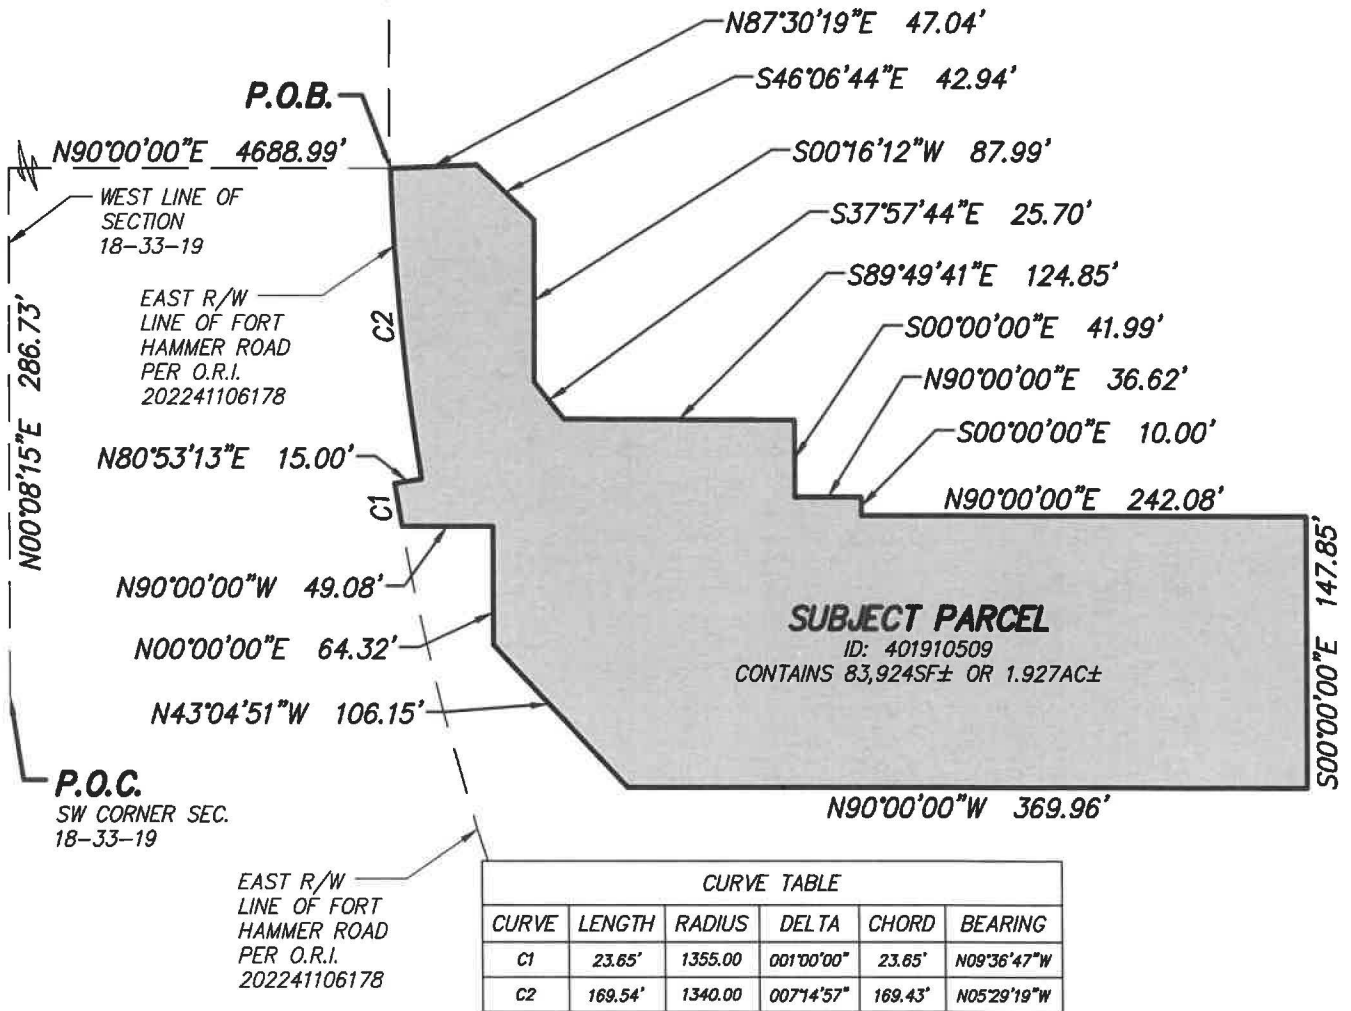 N87°30'19"E 47.04'
S46°06'44"E 42.94'
P.O.B.
N90°00'00"E 4688.99'
S00°16'12"W 87.99'
WEST LINE OF
SECTION
18-33-19
S37°57'44"E 25.70'
S89°49'41"E 124.85'
EAST R/W
LINE OF FORT
HAMMER ROAD
PER O.R.I.
202241106178
C2
S00°00'00"E 41.99'
N00°08'15"E 286.73'
N90°00'00"E 36.62'
S00°00'00"E 10.00'
N80°53'13"E 15.00'
C1
N90°00'00"E 242.08'
S00°00'00"E 147.85'
N90°00'00"W 49.08'
SUBJECT PARCEL
ID: 401910509
CONTAINS 83,924SF± OR 1.927AC±
N00°00'00"E 64.32'
N43°04'51"W 106.15'
P.O.C.
SW CORNER SEC.
18-33-19
N90°00'00"W 369.96'
EAST R/W
LINE OF FORT
HAMMER ROAD
PER O.R.I.
202241106178
CURVE TABLE
CURVE LENGTH RADIUS DELTA CHORD BEARING
C1 23.65' 1355.00 001°00'00" 23.65' N09°36'47"W
C2 169.54' 1340.00 007°14'57" 169.43' N05°29'19"W